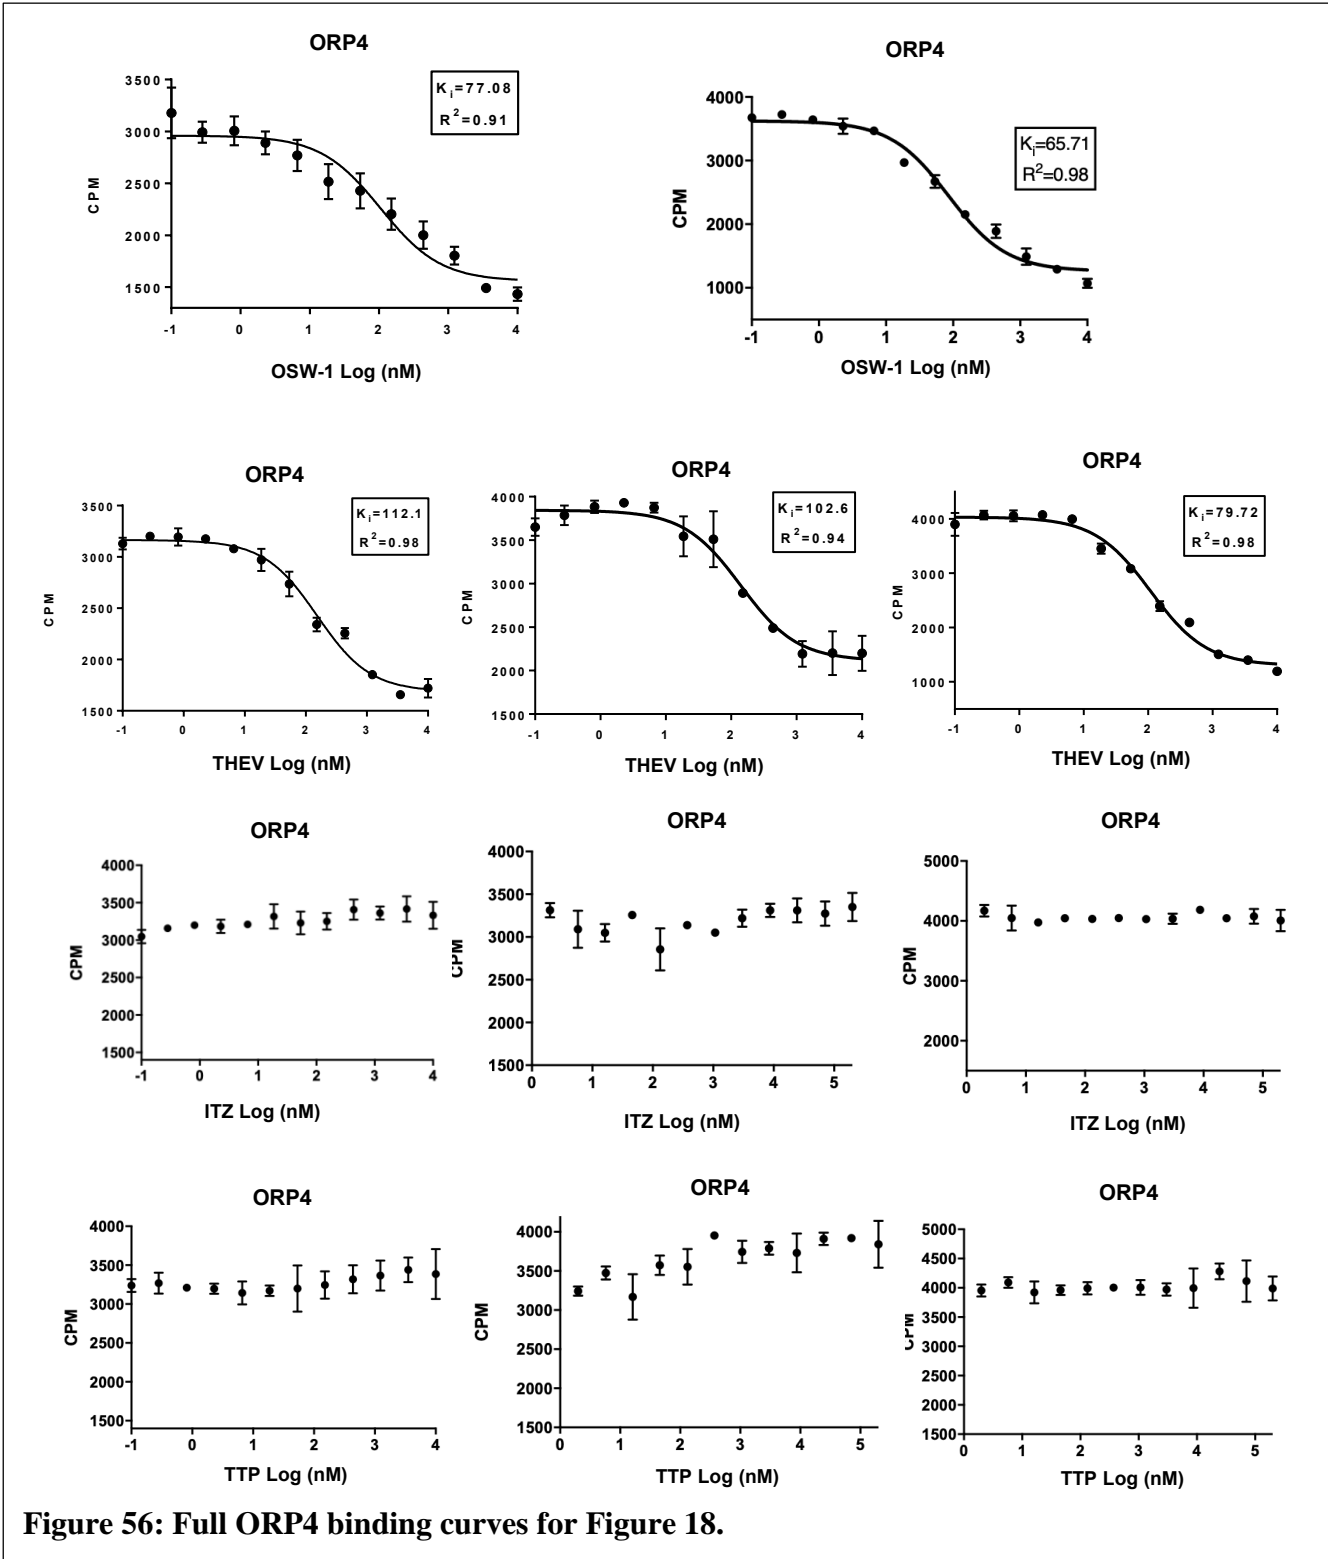 ORP4
3500
3000
2500
2000
1500
CPM
Ki=77.08
R2=0.91
-1 0 1 2 3 4
OSW-1 Log (nM)
ORP4
4000
3000
2000
1000
CPM
Ki=65.71
R2=0.98
-1 0 1 2 3 4
OSW-1 Log (nM)
ORP4
3500
3000
2500
2000
1500
CPM
Ki=112.1
R2=0.98
-1 0 1 2 3 4
THEV Log (nM)
ORP4
4000
3500
3000
2500
2000
1500
CPM
Ki=102.6
R2=0.94
-1 0 1 2 3 4
THEV Log (nM)
ORP4
4000
3000
2000
1000
CPM
Ki=79.72
R2=0.98
-1 0 1 2 3 4
THEV Log (nM)
ORP4
4000
3500
3000
2500
2000
1500
CPM
-1 0 1 2 3 4
ITZ Log (nM)
ORP4
4000
3500
3000
2500
2000
1500
CPM
0 1 2 3 4 5
ITZ Log (nM)
ORP4
5000
4000
3000
2000
CPM
0 1 2 3 4 5
ITZ Log (nM)
ORP4
4000
3500
3000
2500
2000
1500
CPM
-1 0 1 2 3 4
TTP Log (nM)
ORP4
4000
3500
3000
2500
2000
1500
CPM
0 1 2 3 4 5
TTP Log (nM)
ORP4
5000
4500
4000
3500
3000
2500
2000
1500
CPM
0 1 2 3 4 5
TTP Log (nM)
Figure 56: Full ORP4 binding curves for Figure 18.